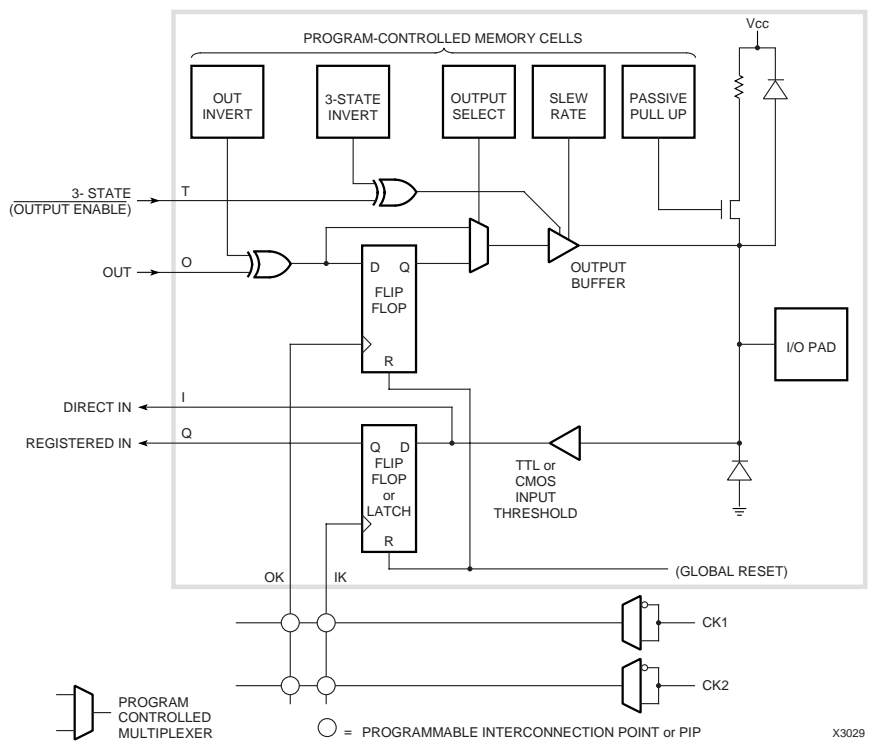 Vcc
PROGRAM-CONTROLLED MEMORY CELLS
OUT
INVERT
3-STATE
INVERT
OUTPUT
SELECT
SLEW
RATE
PASSIVE
PULL UP
3- STATE
(OUTPUT ENABLE)
T
OUT
O
D Q
FLIP
FLOP
R
OUTPUT
BUFFER
I/O PAD
DIRECT IN
I
REGISTERED IN
Q
Q D
FLIP
FLOP
or
LATCH
R
TTL or
CMOS
INPUT
THRESHOLD
(GLOBAL RESET)
OK
IK
CK1
CK2
PROGRAM
CONTROLLED
MULTIPLEXER
= PROGRAMMABLE INTERCONNECTION POINT or PIP
X3029